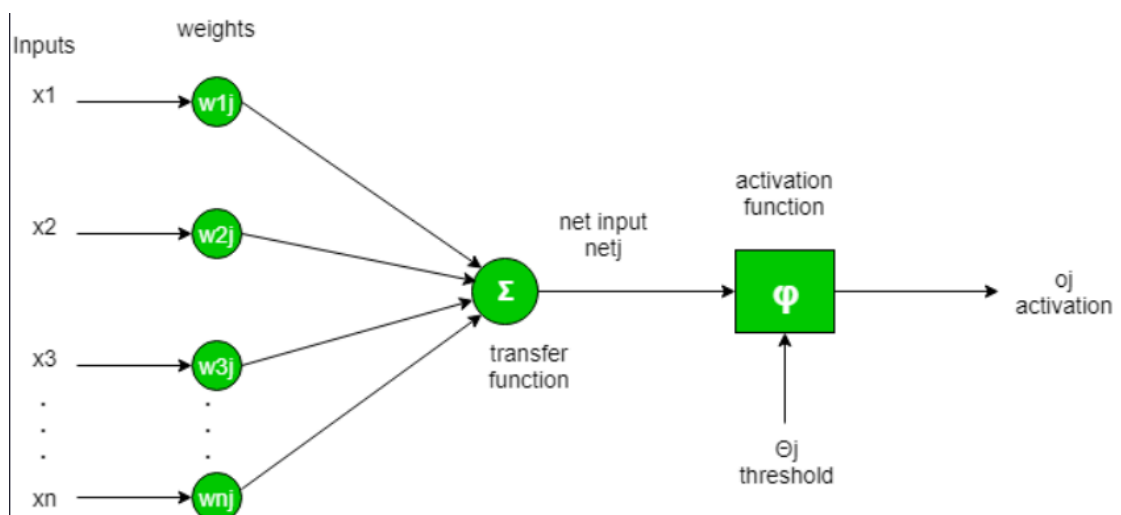 weights
Inputs
x1
w1j
activation
function
x2
w2j
net input
netj
Σ
φ
oj
activation
transfer
function
x3
w3j
. .
. .
. .
Θj
threshold
xn
wnj